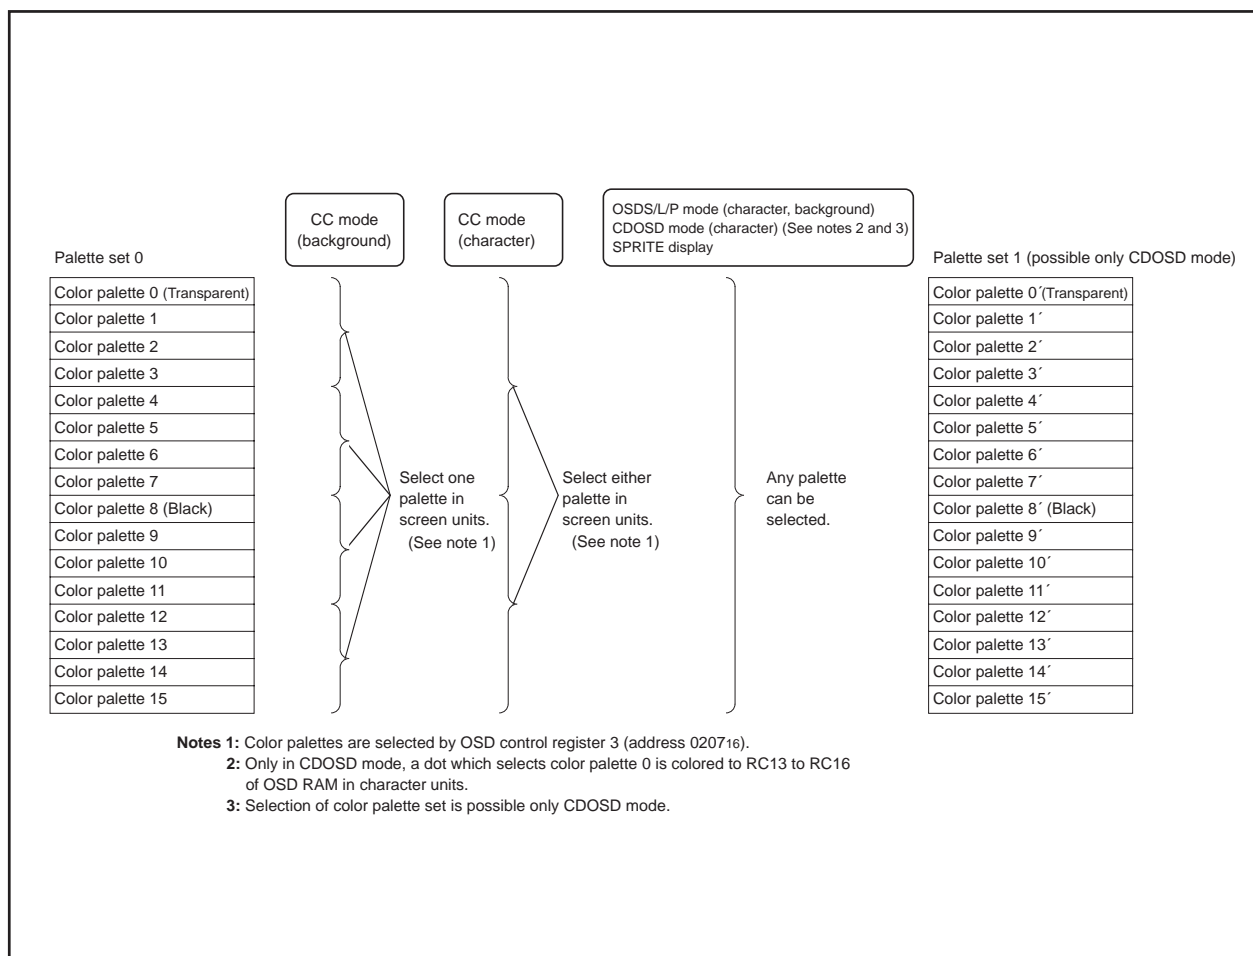 CC mode
(background)
CC mode
(character)
OSDS/L/P mode (character, background)
CDOSD mode (character) (See notes 2 and 3)
SPRITE display
Palette set 0
Palette set 1 (possible only CDOSD mode)
Color palette 0 (Transparent)
Color palette 1
Color palette 2
Color palette 3
Color palette 4
Color palette 5
Color palette 6
Color palette 7
Color palette 8 (Black)
Color palette 9
Color palette 10
Color palette 11
Color palette 12
Color palette 13
Color palette 14
Color palette 15
Select one
palette in
screen units.
(See note 1)
Select either
palette in
screen units.
(See note 1)
Any palette
can be
selected.
Color palette 0´(Transparent)
Color palette 1´
Color palette 2´
Color palette 3´
Color palette 4´
Color palette 5´
Color palette 6´
Color palette 7´
Color palette 8´ (Black)
Color palette 9´
Color palette 10´
Color palette 11´
Color palette 12´
Color palette 13´
Color palette 14´
Color palette 15´
Notes 1: Color palettes are selected by OSD control register 3 (address 020716).
2: Only in CDOSD mode, a dot which selects color palette 0 is colored to RC13 to RC16
of OSD RAM in character units.
3: Selection of color palette set is possible only CDOSD mode.